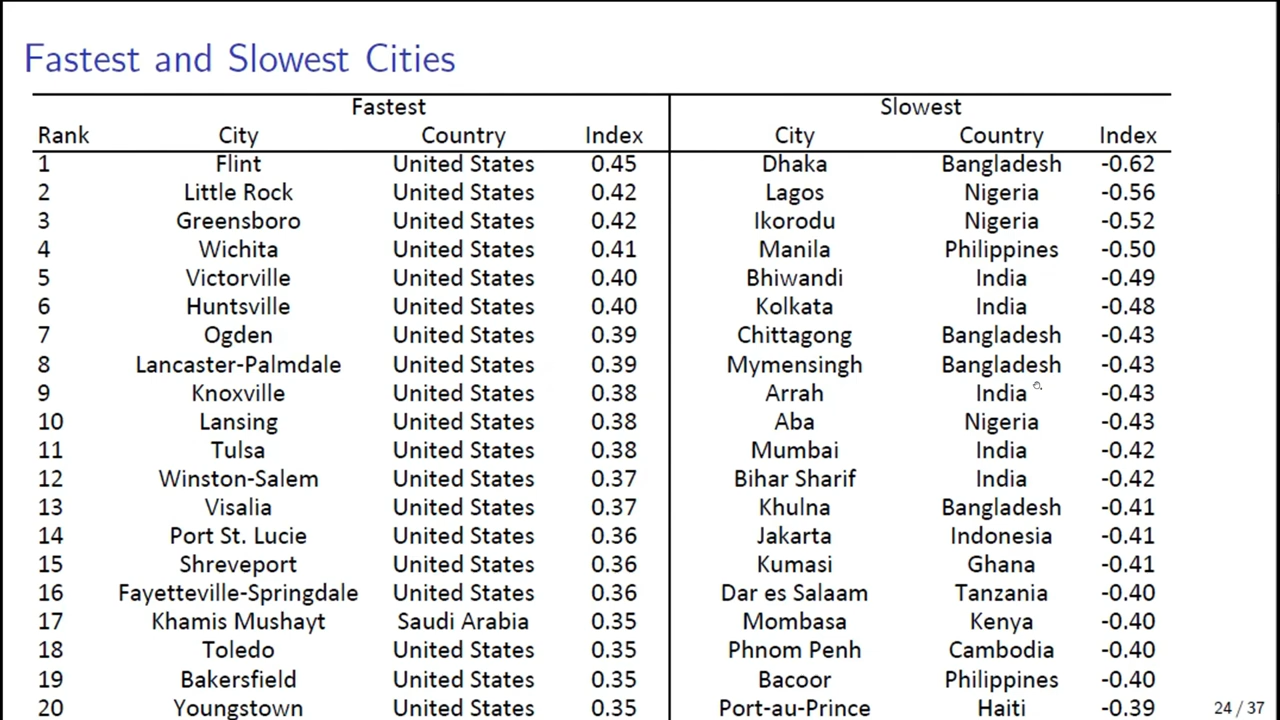 Fastest and Slowest Cities
Fastest Slowest
Rank City Country Index City Country Index
1 Flint United States 0.45 Dhaka Bangladesh -0.62
2 Little Rock United States 0.42 Lagos Nigeria -0.56
3 Greensboro United States 0.42 Ikorodu Nigeria -0.52
4 Wichita United States 0.41 Manila Philippines -0.50
5 Victorville United States 0.40 Bhiwandi India -0.49
6 Huntsville United States 0.40 Kolkata India -0.48
7 Ogden United States 0.39 Chittagong Bangladesh -0.43
8 Lancaster-Palmdale United States 0.39 Mymensingh Bangladesh -0.43
9 Knoxville United States 0.38 Arrah India -0.43
10 Lansing United States 0.38 Aba Nigeria -0.43
11 Tulsa United States 0.38 Mumbai India -0.42
12 Winston-Salem United States 0.37 Bihar Sharif India -0.42
13 Visalia United States 0.37 Khulna Bangladesh -0.41
14 Port St. Lucie United States 0.36 Jakarta Indonesia -0.41
15 Shreveport United States 0.36 Kumasi Ghana -0.41
16 Fayetteville-Springdale United States 0.36 Dar es Salaam Tanzania -0.40
17 Khamis Mushayt Saudi Arabia 0.35 Mombasa Kenya -0.40
18 Toledo United States 0.35 Phnom Penh Cambodia -0.40
19 Bakersfield United States 0.35 Bacoor Philippines -0.40
20 Youngstown United States 0.35 Port-au-Prince Haiti -0.39
24 / 37